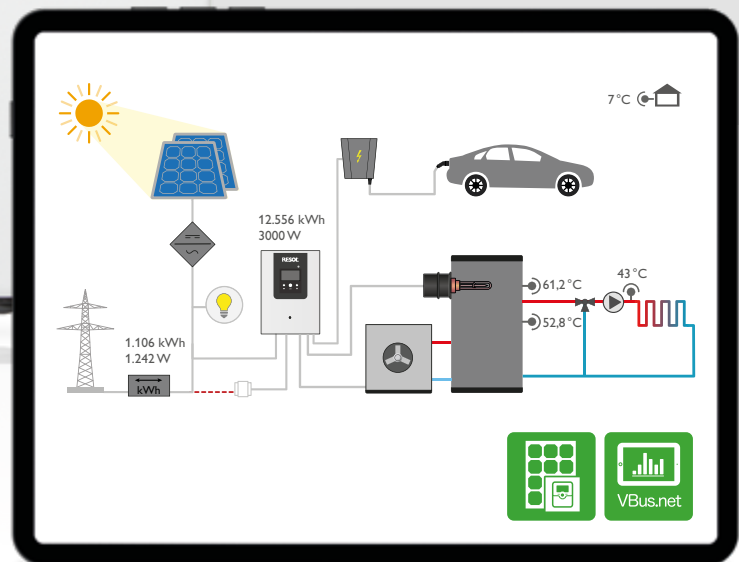 7 °C
12.556 kWh
3000 W
RESOL
61,2 °C
43 °C
52,8 °C
1.106 kWh
1.242 W
kWh
VBus.net